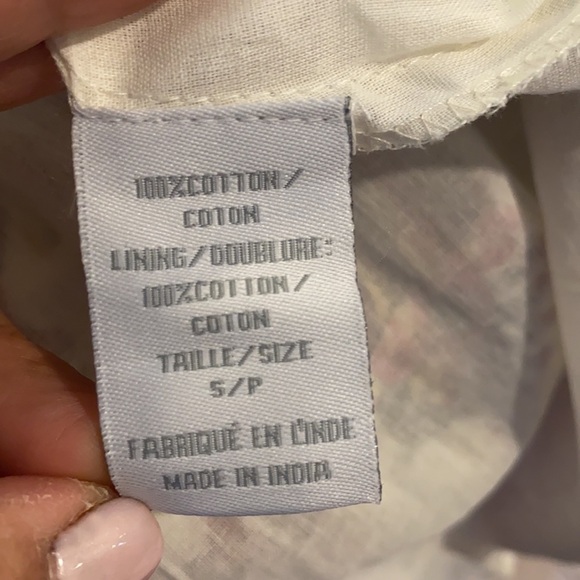 100%COTTON/
COTON
LINING/DOUBLURE:
100%COTTON/
COTON
TAILLE/SIZE
S/P
FABRIQUÉ EN L'INDE
MADE IN INDIA